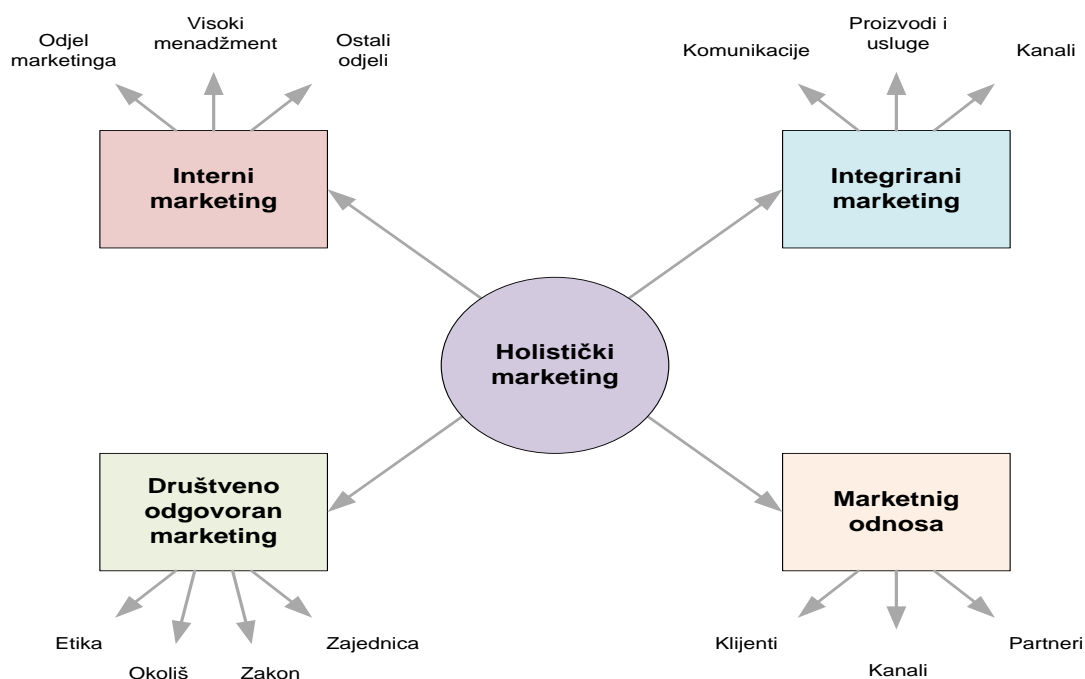 Odjel
marketinga
Visoki
menadžment
Ostali
odjeli
Komunikacije
Proizvodi i
usluge
Kanali
Interni
marketing
Integrirani
marketing
Holistički
marketing
Društveno
odgovoran
marketing
Marketnig
odnosa
Etika
Okoliš
Zakon
Zajednica
Klijenti
Kanali
Partneri